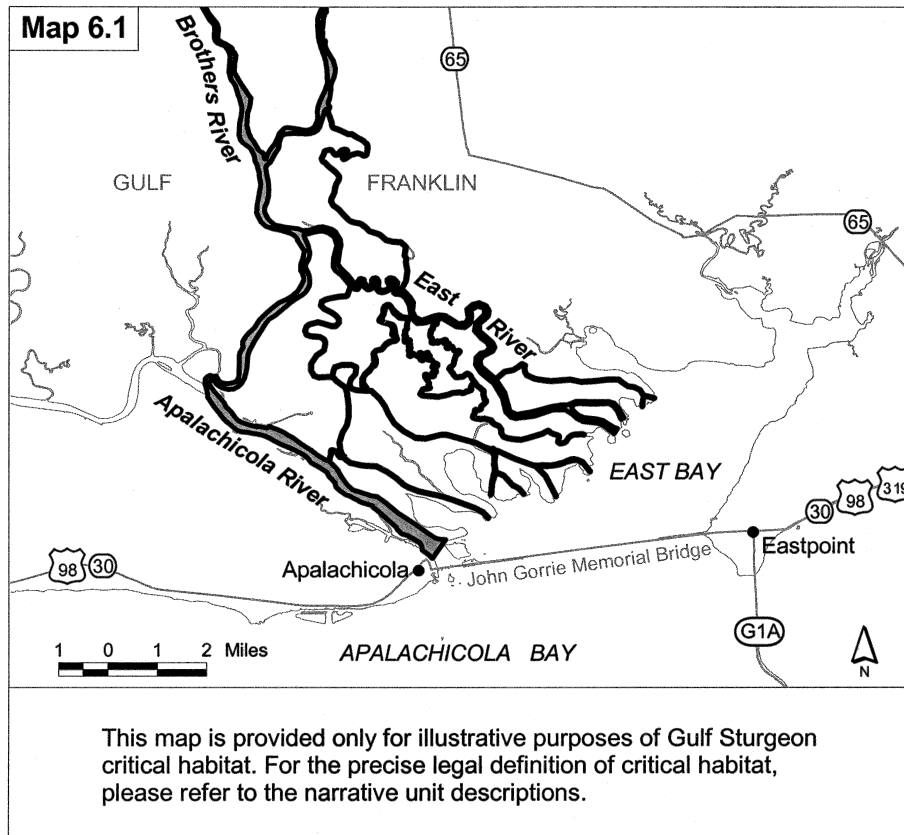 Map 6.1
Brothers River
65
GULF
FRANKLIN
65
East River
Apalachicola River
EAST BAY
98
319
30
Eastpoint
John Gorrie Memorial Bridge
98
30
Apalachicola
G1A
1 0 1 2 Miles
APALACHICOLA BAY
N
This map is provided only for illustrative purposes of Gulf Sturgeon
critical habitat. For the precise legal definition of critical habitat,
please refer to the narrative unit descriptions.